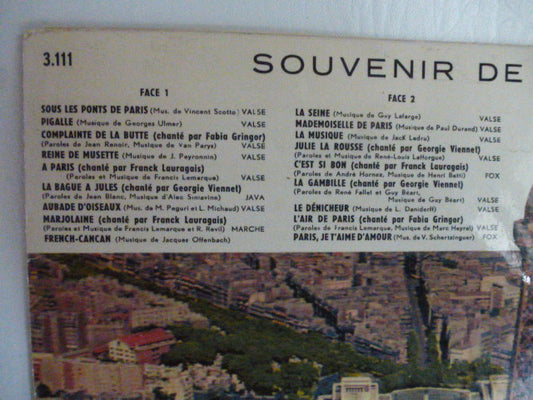 3.111
SOUVENIR DE
FACE 1
SOUS LES PONTS DE PARIS (Mus. de Vincent Scotto) VALSE
PIGALLE (Musique de Georges Ulmer) VALSE
COMPLAINTE DE LA BUTTE (chanté par Fabia Gringor)
(Paroles de Jean Renoir, Musique de Van Parys) VALSE
REINE DE MUSETTE (Musique de J. Peyronnin) VALSE
A PARIS (chanté par Franck Lauragais)
(Paroles et Musique de Francis Lemarque) VALSE
LA BAGUE A JULES (chanté par Georgie Viennel)
(Paroles de Jean Blanc, Musique d'Alec Siniavine) JAVA
AUBADE D'OISEAUX (Mus. de M. Peguri et L. Michaud) VALSE
MARJOLAINE (chanté par Franck Lauragais)
(Paroles et Musique de Francis Lemarque et R. Revil) MARCHE
FRENCH-CANCAN (Musique de Jacques Offenbach)
FACE 2
LA SEINE (Musique de Guy Lafarge) VALSE
MADEMOISELLE DE PARIS (Musique de Paul Durand) VALSE
LA MUSIQUE (Musique de Jack Ledru) VALSE
JULIE LA ROUSSE (chanté par Georgie Viennel)
(Paroles et Musique de René-Louis Lafforgue) VALSE
C'EST SI BON (chanté par Franck Lauragais)
(Paroles de André Hornez, Musique de Henri Betti) FOX
LA GAMBILLE (chanté par Georgie Viennel)
(Paroles de René Fallet et Guy Béart,
Musique de Guy Béart) VALSE
LE DÉNICHEUR (Musique de L. Daniderff) VALSE
L'AIR DE PARIS (chanté par Fabia Gringor)
(Paroles de Francis Lemarque, Musique de Marc Heyral) VALSE
PARIS, JE T'AIME D'AMOUR (Mus. de V. Schertzinguer) FOX